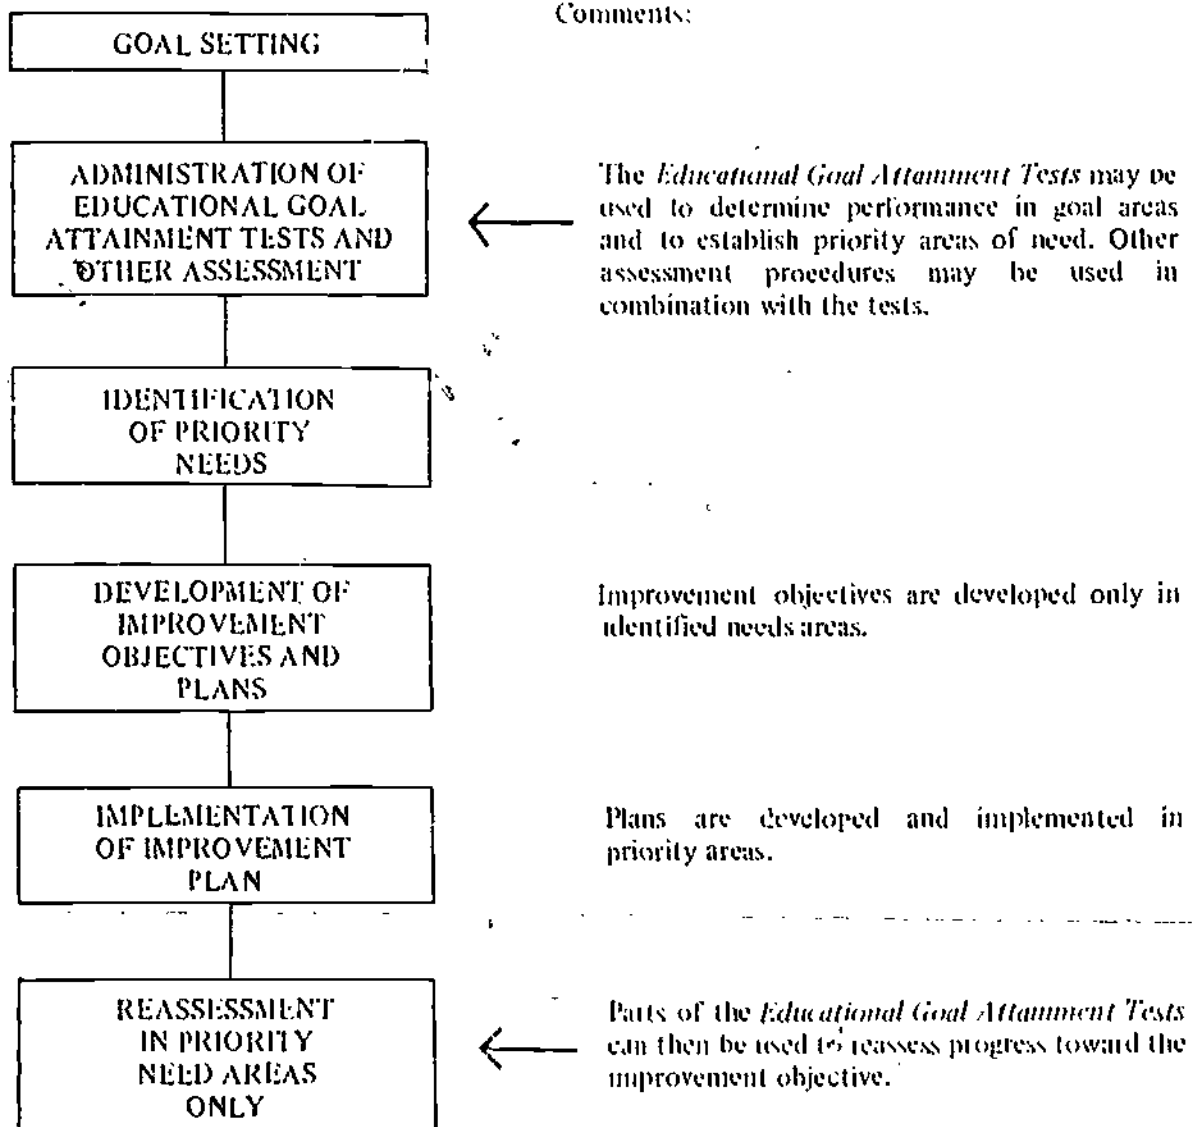 Comments:
GOAL SETTING
ADMINISTRATION OF
EDUCATIONAL GOAL
ATTAINMENT TESTS AND
OTHER ASSESSMENT
The Educational Goal Attainment Tests may be
used to determine performance in goal areas
and to establish priority areas of need. Other
assessment procedures may be used in
combination with the tests.
IDENTIFICATION
OF PRIORITY
NEEDS
DEVELOPMENT OF
IMPROVEMENT
OBJECTIVES AND
PLANS
Improvement objectives are developed only in
identified needs areas.
IMPLEMENTATION
OF IMPROVEMENT
PLAN
Plans are developed and implemented in
priority areas.
REASSESSMENT
IN PRIORITY
NEED AREAS
ONLY
Parts of the Educational Goal Attainment Tests
can then be used to reassess progress toward the
improvement objective.